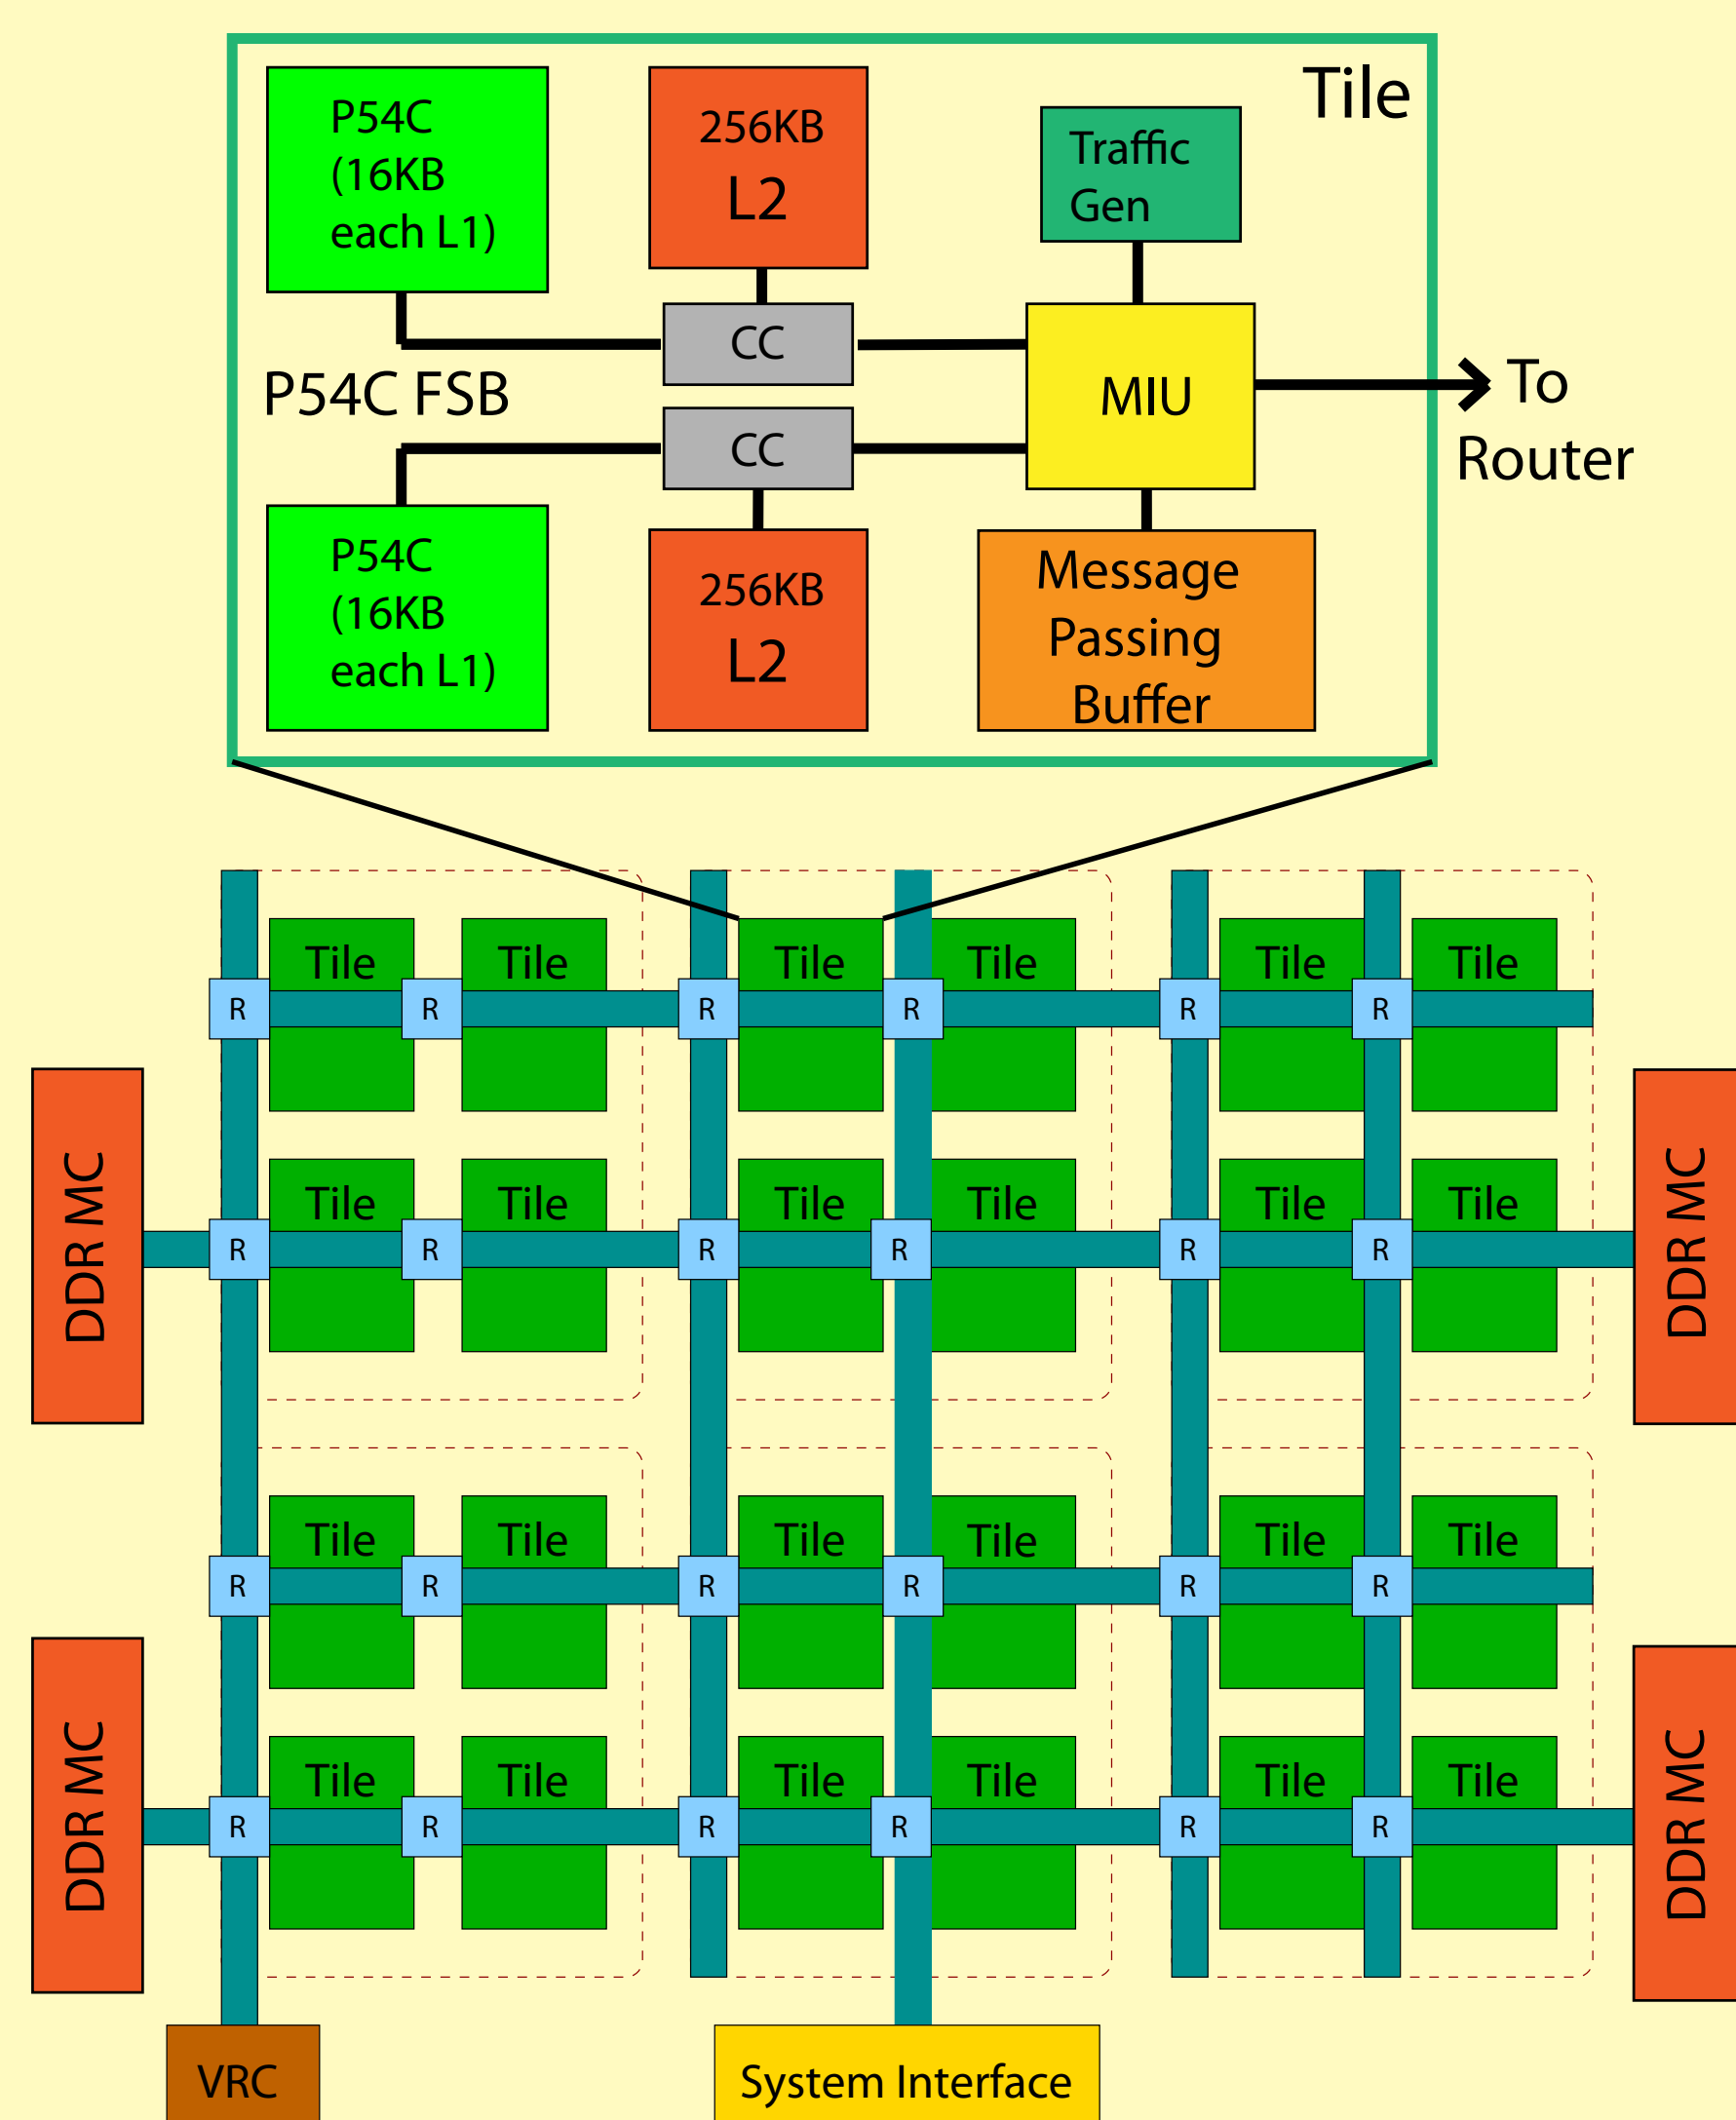 Tile
P54C
(16KB
each L1)
256KB
L2
Traffic
Gen
CC
P54C FSB
MIU
To
Router
CC
P54C
(16KB
each L1)
256KB
L2
Message
Passing
Buffer
Tile Tile Tile Tile Tile Tile
R R R R R R
DDR MC
DDR MC
Tile Tile Tile Tile Tile Tile
R R R R R R
Tile Tile Tile Tile Tile Tile
R R R R R R
DDR MC
DDR MC
Tile Tile Tile Tile Tile Tile
R R R R R R
VRC
System Interface